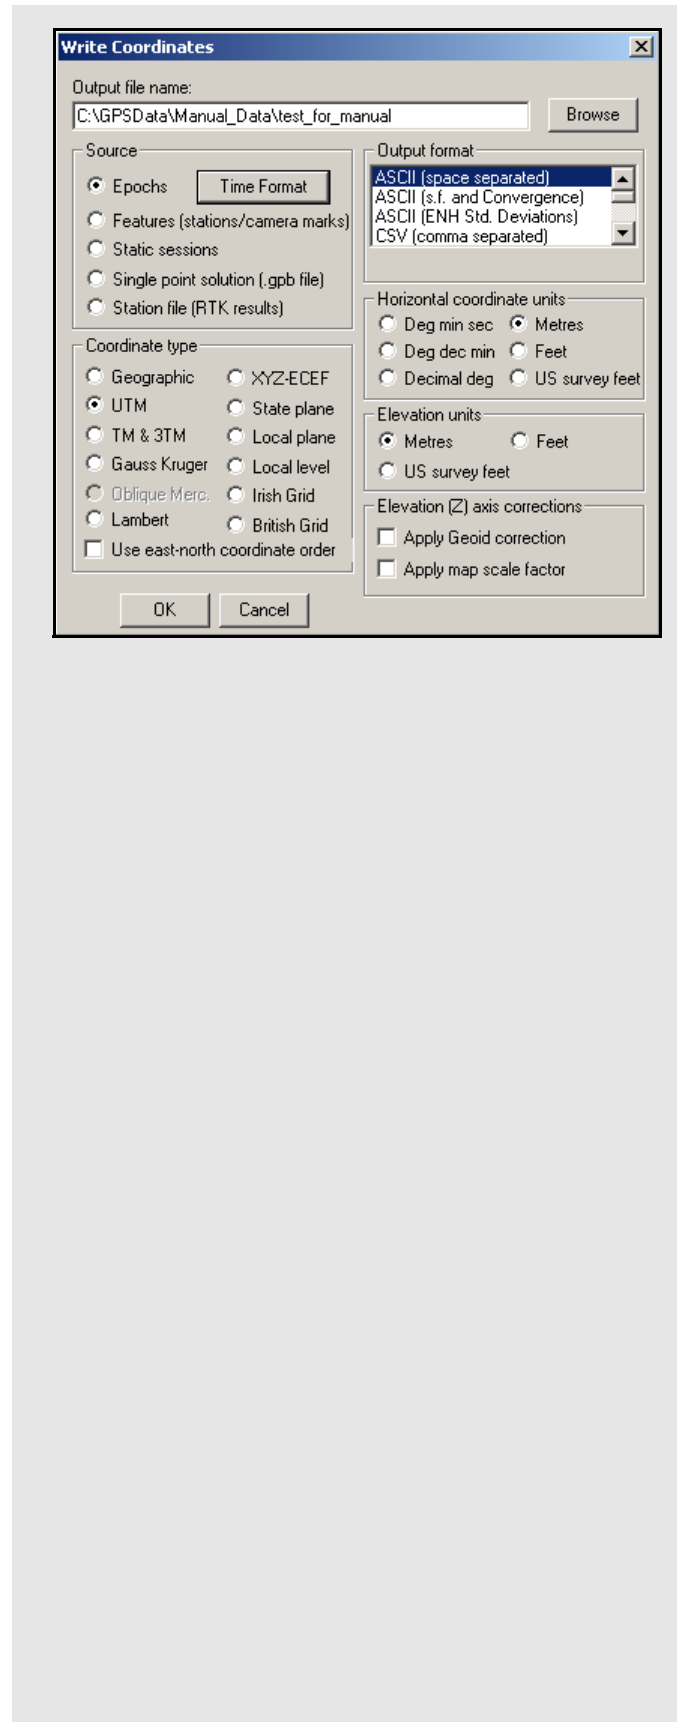 Write Coordinates
Output file name:
C:\GPSData\Manual_Data\test_for_manual
Browse
Source
Epochs
Time Format
Features (stations/camera marks)
Static sessions
Single point solution (.gpb file)
Station file (RTK results)
Coordinate type
Geographic
XYZ-ECEF
UTM
State plane
TM & 3TM
Local plane
Gauss Kruger
Local level
Oblique Merc.
Irish Grid
Lambert
British Grid
Use east-north coordinate order
Output format
ASCII (space separated)
ASCII (s.f. and Convergence)
ASCII (ENH Std. Deviations)
CSV (comma separated)
Horizontal coordinate units
Deg min sec
Metres
Deg dec min
Feet
Decimal deg
US survey feet
Elevation units
Metres
Feet
US survey feet
Elevation (Z) axis corrections
Apply Geoid correction
Apply map scale factor
OK
Cancel